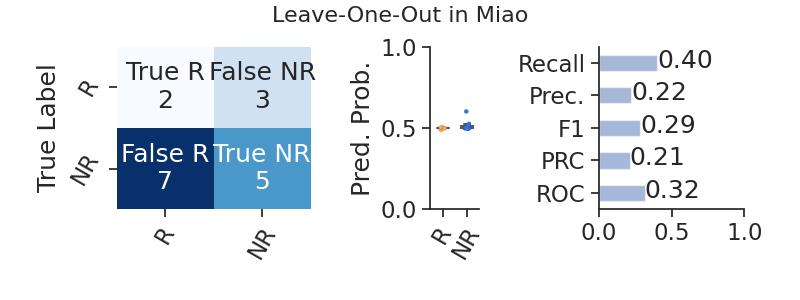 Leave-One-Out in Miao
True Label
R
NR
True R
2
False NR
3
False R
7
True NR
5
R
NR
Pred. Prob.
1.0
0.5
0.0
R
NR
Recall
Prec.
F1
PRC
ROC
0.40
0.22
0.29
0.21
0.32
0.0
0.5
1.0